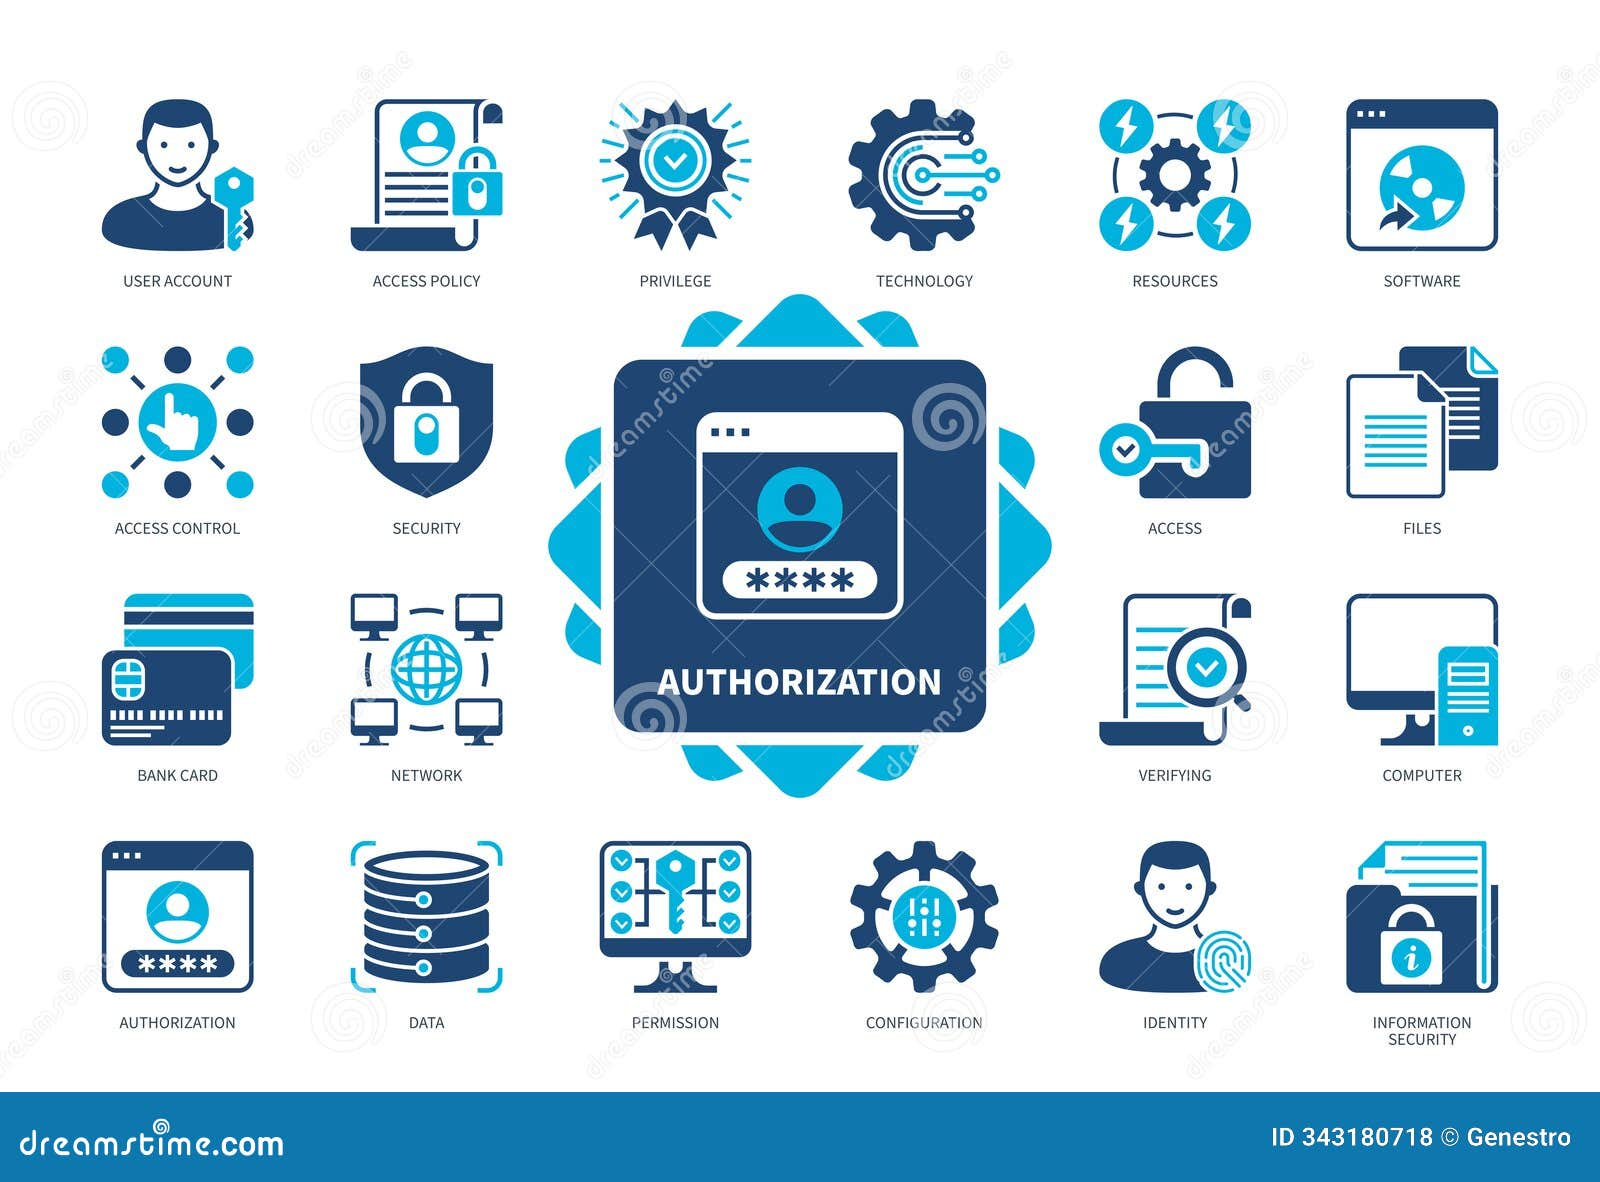 USER ACCOUNT
ACCESS POLICY
PRIVILEGE
TECHNOLOGY
RESOURCES
SOFTWARE
ACCESS CONTROL
SECURITY
ACCESS
FILES
****
AUTHORIZATION
BANK CARD
NETWORK
VERIFYING
COMPUTER
****
i
AUTHORIZATION
DATA
PERMISSION
CONFIGURATION
IDENTITY
INFORMATION
SECURITY
dreamstime.com
ID 343180718 © Genestro